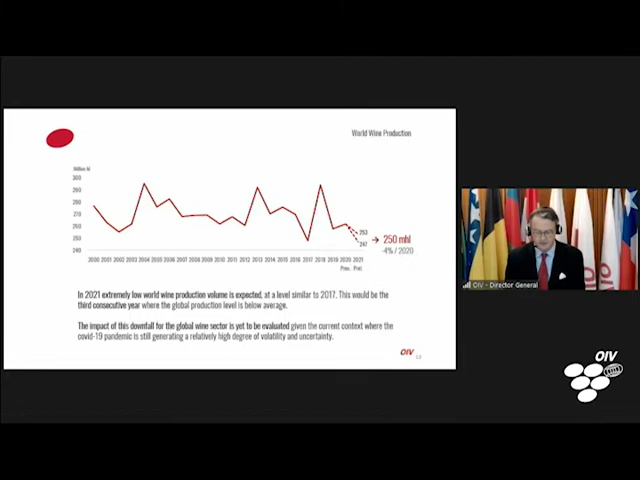 World Wine Production
Million hl
300
290
280
270
260
250
240
253
247
250 mhl
-4% / 2020
2000 2001 2002 2003 2004 2005 2006 2007 2008 2009 2010 2011 2012 2013 2014 2015 2016 2017 2018 2019 2020 2021
Prov. Prel.
In 2021 extremely low world wine production volume is expected, at a level similar to 2017. This would be the
third consecutive year where the global production level is below average.
The impact of this downfall for the global wine sector is yet to be evaluated given the current context where the
covid-19 pandemic is still generating a relatively high degree of volatility and uncertainty.
OIV
OIV - Director General
OIV